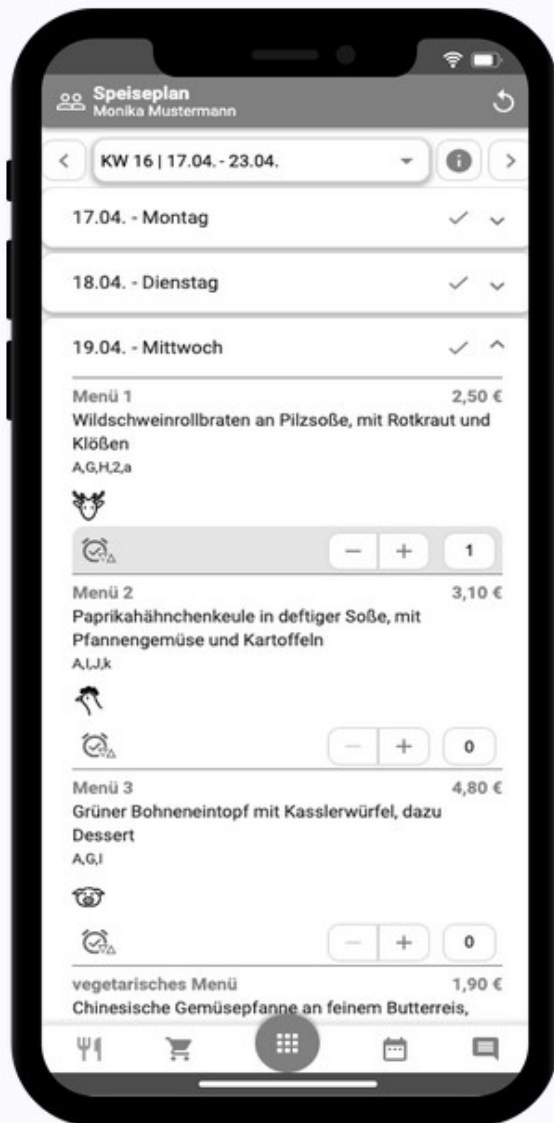 Speiseplan
Monika Mustermann
KW 16 | 17.04. - 23.04.
17.04. - Montag
18.04. - Dienstag
19.04. - Mittwoch
Menü 1 2,50 €
Wildschweinrollbraten an Pilzsoße, mit Rotkraut und
Klößen
A,G,H,2,a
1
Menü 2 3,10 €
Paprikahähnchenkeule in deftiger Soße, mit
Pfannengemüse und Kartoffeln
A,I,J,k
0
Menü 3 4,80 €
Grüner Bohneneintopf mit Kasslerwürfel, dazu
Dessert
A,G,I
0
vegetarisches Menü 1,90 €
Chinesische Gemüsepfanne an feinem Butterreis,